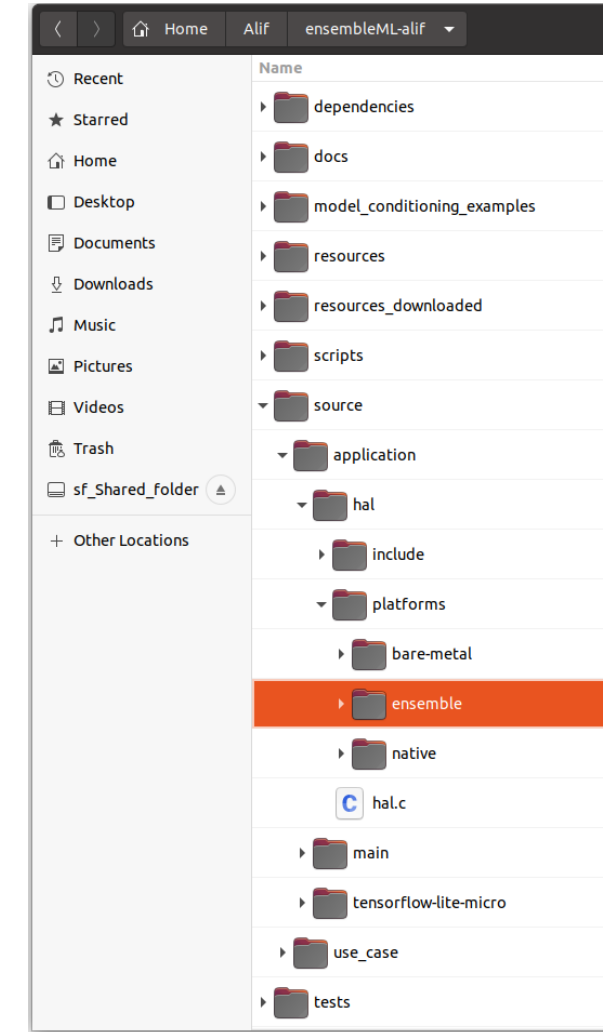 Home Alif ensembleML-alif
Recent
Starred
Home
Desktop
Documents
Downloads
Music
Pictures
Videos
Trash
sf_Shared_folder
Other Locations
Name
dependencies
docs
model_conditioning_examples
resources
resources_downloaded
scripts
source
application
hal
include
platforms
bare-metal
ensemble
native
C hal.c
main
tensorflow-lite-micro
use_case
tests